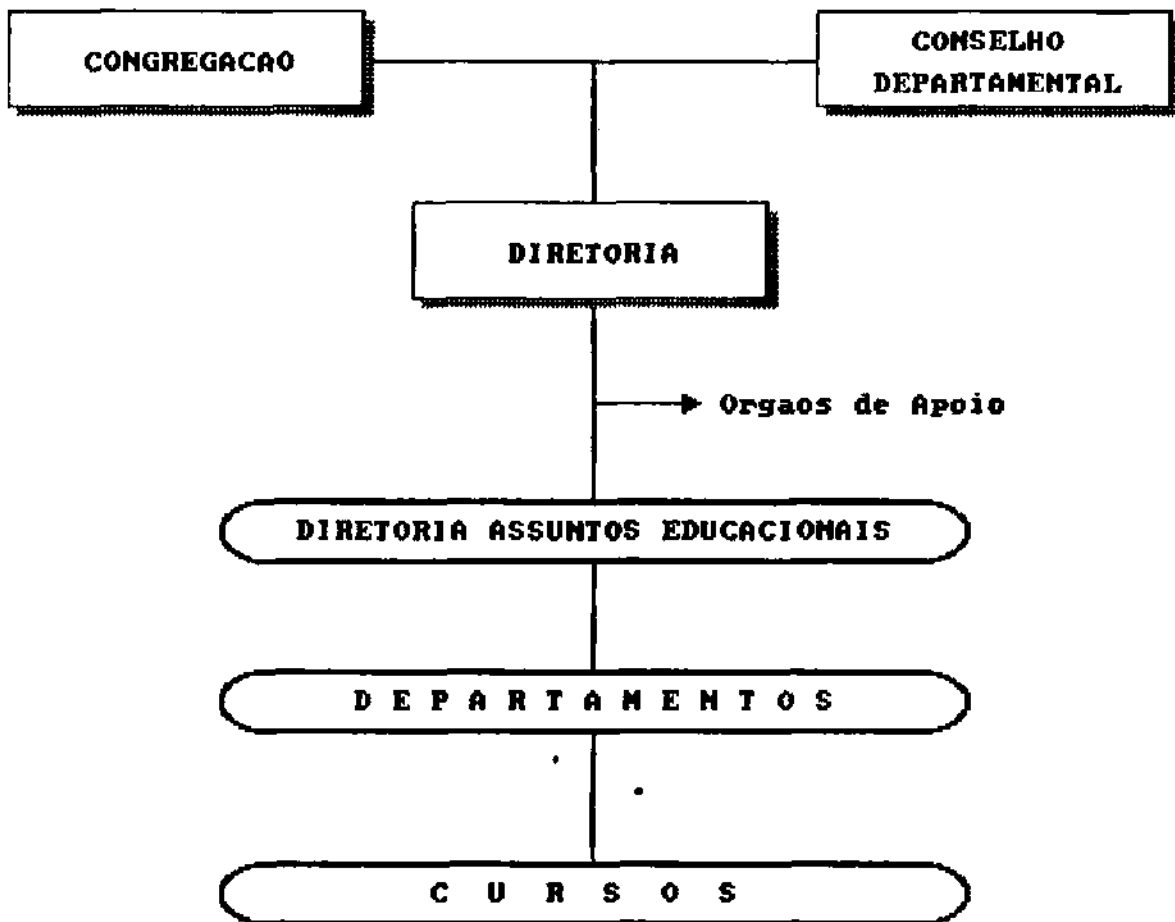 CONGREGACAO
CONSELHO
DEPARTAMENTAL
DIRETORIA
Orgaos de Apoio
DIRETORIA ASSUNTOS EDUCACIONAIS
D E P A R T A M E N T O S
C U R S O S